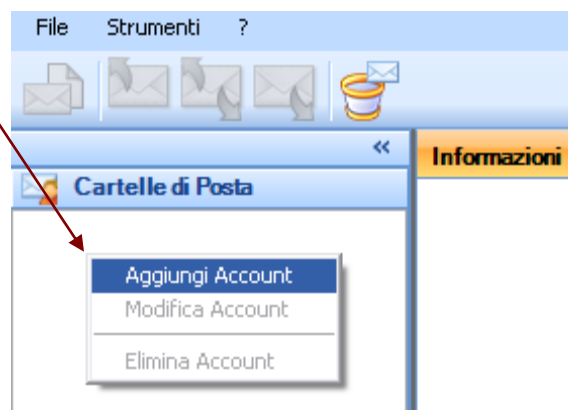 File Strumenti ?
«
Informazioni
Cartelle di Posta
Aggiungi Account
Modifica Account
Elimina Account